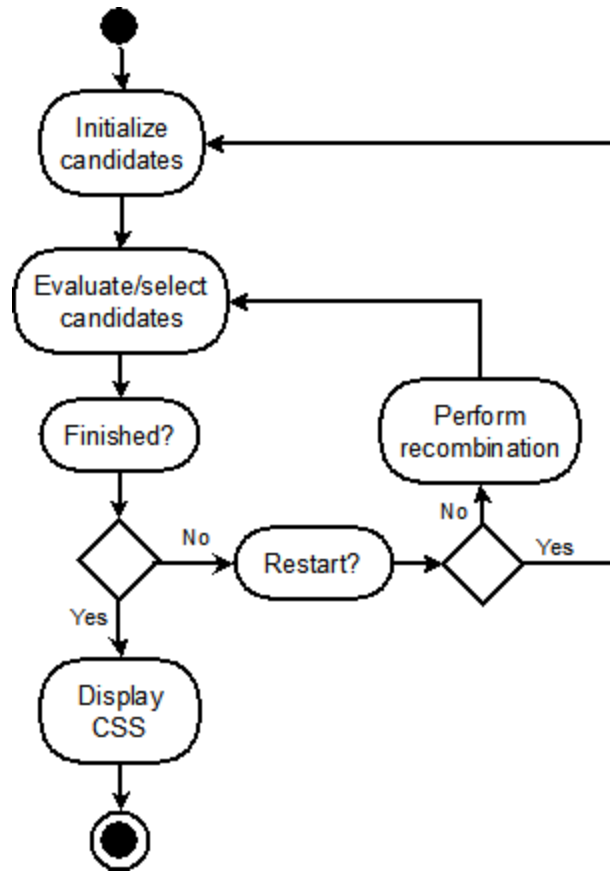 Initialize
candidates
Evaluate/select
candidates
Finished?
Perform
recombination
No
No
Yes
Restart?
Yes
Display
CSS